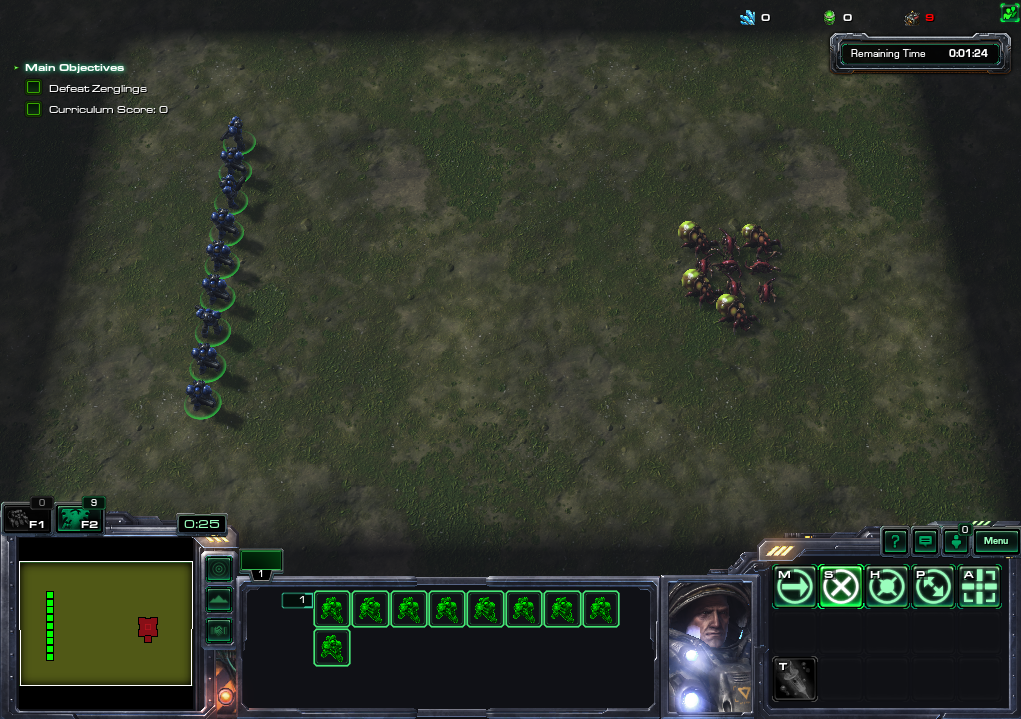 0 0 9
Remaining Time 0:01:24
Main Objectives
Defeat Zerglings
Curriculum Score: 0
0 9
F1 F2
0:25
0
? Menu
1
1
M S H P A
T